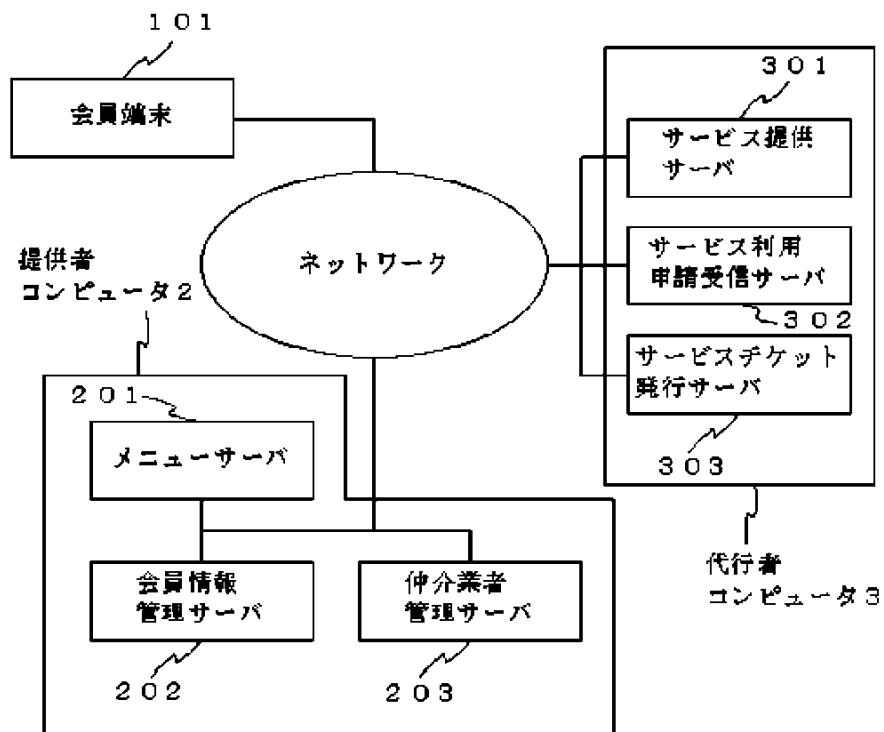 101
会員端末
301
サービス提供
サーバ
サービス利用
申請受信サーバ
302
サービスチケット
発行サーバ
303
代行者
コンピュータ3
ネットワーク
提供者
コンピュータ2
201
メニューサーバ
会員情報
管理サーバ
202
仲介業者
管理サーバ
203